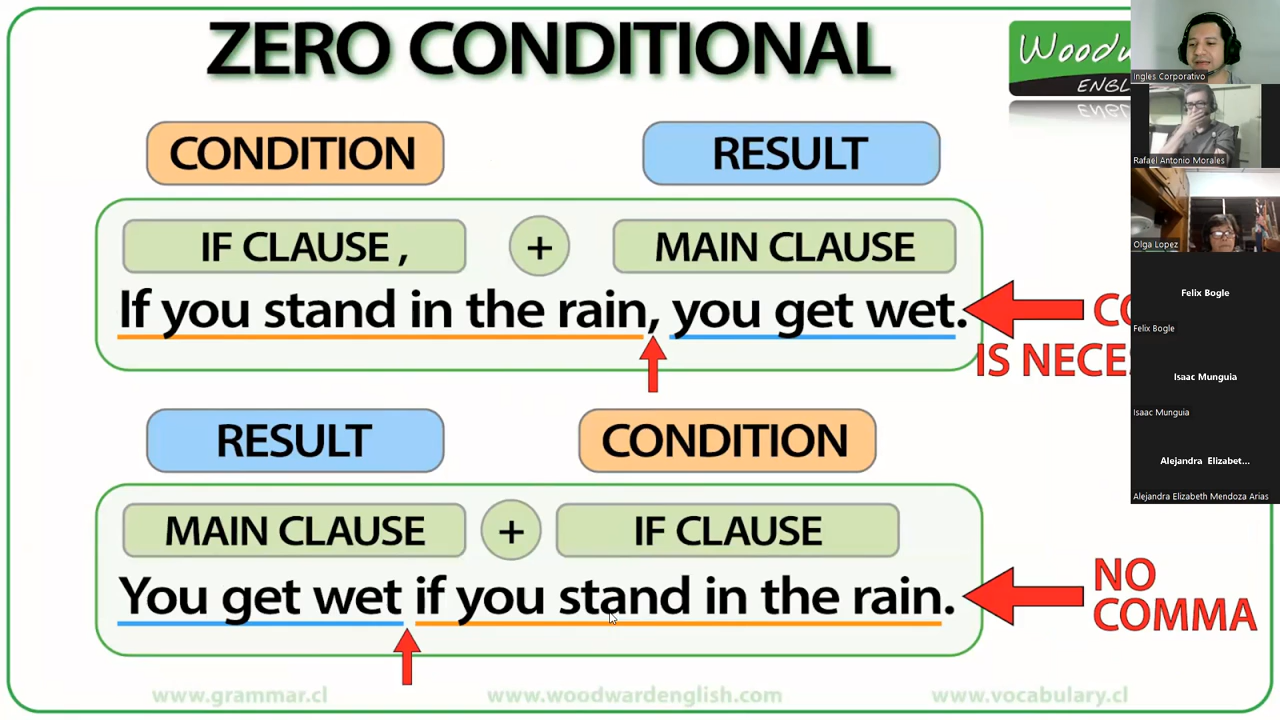 ZERO CONDITIONAL
CONDITION
RESULT
IF CLAUSE ,
+
MAIN CLAUSE
If you stand in the rain, you get wet.
RESULT
CONDITION
MAIN CLAUSE
+
IF CLAUSE
You get wet if you stand in the rain.
NO
COMMA
IS
www.grammar.cl
www.woodwardenglish.com
www.vocabulary.cl
Ingles Corporativo
Rafael Antonio Morales
Olga Lopez
Felix Bogle
Felix Bogle
Isaac Munguia
Isaac Munguia
Alejandra Elizabet...
Alejandra Elizabeth Mendoza Arias